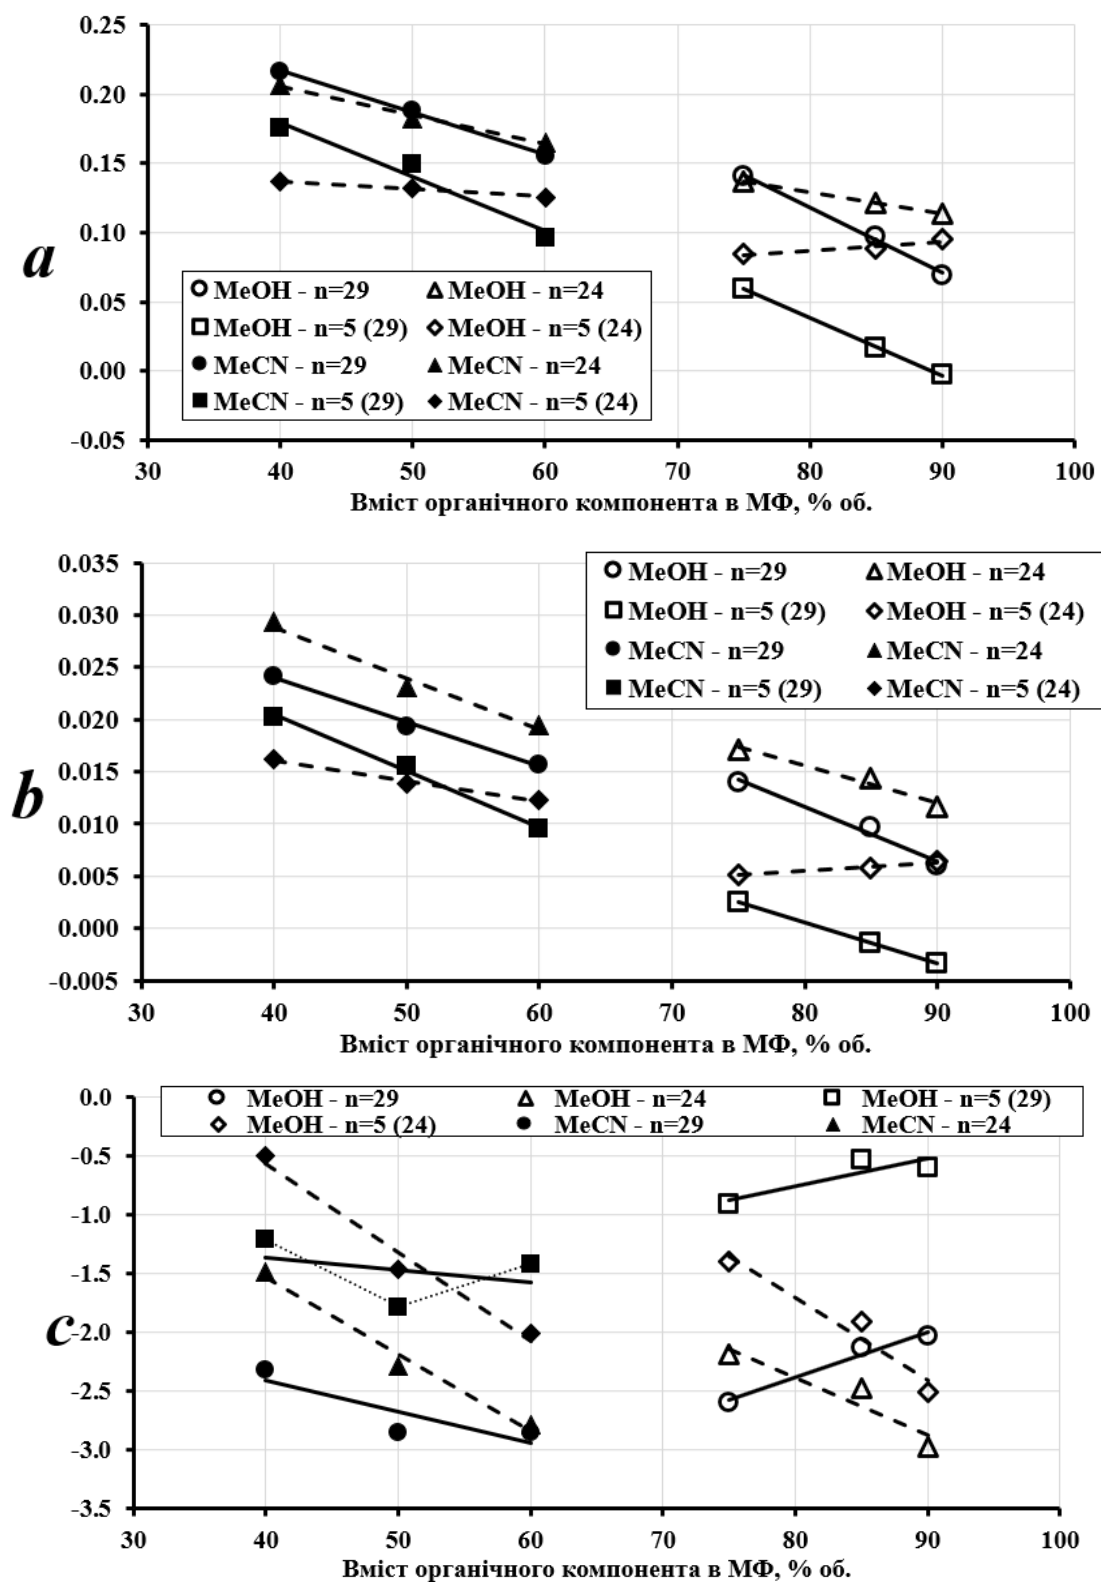 0.25
0.20
0.15
0.10
0.05
0.00
-0.05
a
MeOH - n=29 MeOH - n=24
MeOH - n=5 (29) MeOH - n=5 (24)
MeCN - n=29 MeCN - n=24
MeCN - n=5 (29) MeCN - n=5 (24)
30 40 50 60 70 80 90 100
Вміст органічного компонента в МФ, % об.
0.035
0.030
0.025
0.020
0.015
0.010
0.005
0.000
-0.005
b
MeOH - n=29 MeOH - n=24
MeOH - n=5 (29) MeOH - n=5 (24)
MeCN - n=29 MeCN - n=24
MeCN - n=5 (29) MeCN - n=5 (24)
30 40 50 60 70 80 90 100
Вміст органічного компонента в МФ, % об.
0.0
-0.5
-1.0
-1.5
-2.0
-2.5
-3.0
-3.5
c
MeOH - n=29 MeOH - n=24 MeOH - n=5 (29)
MeOH - n=5 (24) MeCN - n=29 MeCN - n=24
30 40 50 60 70 80 90 100
Вміст органічного компонента в МФ, % об.